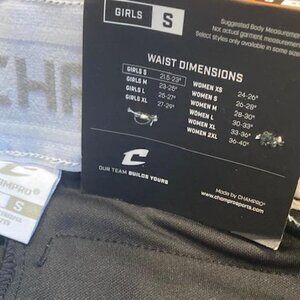 GIRLS S
Suggested Body Measurement
Not actual garment measurement
Select styles only available in some sizes
WAIST DIMENSIONS
GIRLS S 21.5-23"
GIRLS M 23-25"
GIRLS L 25-27"
GIRLS XL 27-29"
WOMEN XS 24-26"
WOMEN S 26-28"
WOMEN M 28-30"
WOMEN L 30-33"
WOMEN XL 33-36"
WOMEN 2XL 36-40"
OUR TEAM BUILDS YOURS
Made by CHAMPRO®
www.champrosports.com
CH
CHAMPRO
S